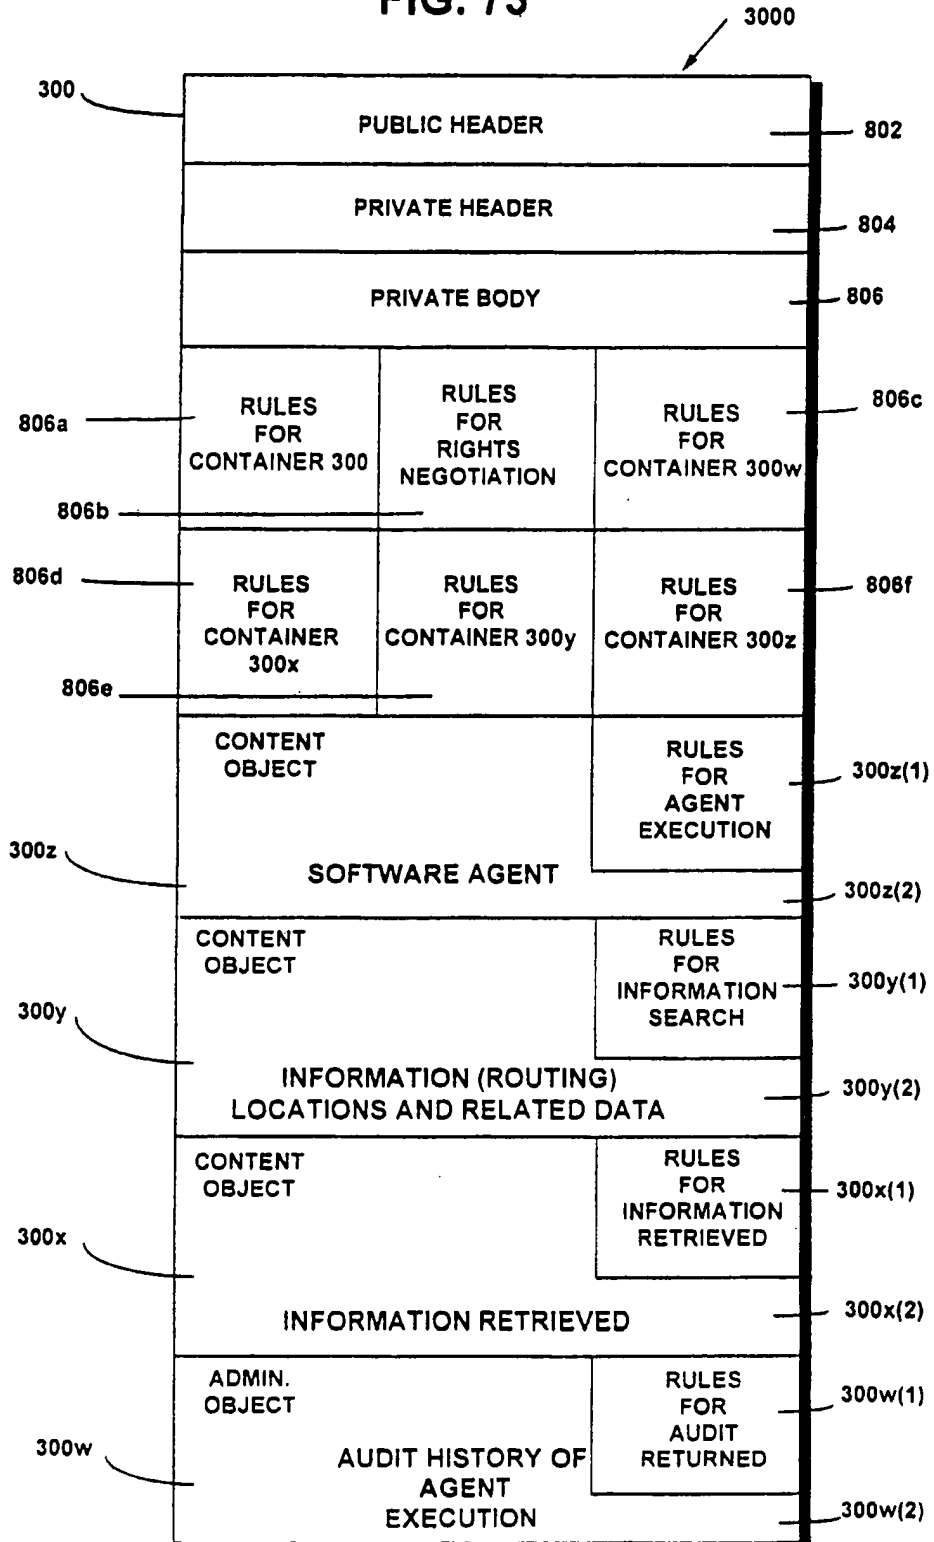 FIG. 73
3000
300
PUBLIC HEADER
802
PRIVATE HEADER
804
PRIVATE BODY
806
806a
RULES
FOR
CONTAINER 300
806b
RULES
FOR
RIGHTS
NEGOTIATION
RULES
FOR
CONTAINER 300w
806c
806d
RULES
FOR
CONTAINER
300x
806e
RULES
FOR
CONTAINER 300y
RULES
FOR
CONTAINER 300z
806f
CONTENT
OBJECT
RULES
FOR
AGENT
EXECUTION
300z(1)
300z
SOFTWARE AGENT
300z(2)
CONTENT
OBJECT
RULES
FOR
INFORMATION
SEARCH
300y(1)
300y
INFORMATION (ROUTING)
LOCATIONS AND RELATED DATA
300y(2)
CONTENT
OBJECT
RULES
FOR
INFORMATION
RETRIEVED
300x(1)
300x
INFORMATION RETRIEVED
300x(2)
ADMIN.
OBJECT
RULES
FOR
AUDIT
RETURNED
300w(1)
300w
AUDIT HISTORY OF
AGENT
EXECUTION
300w(2)